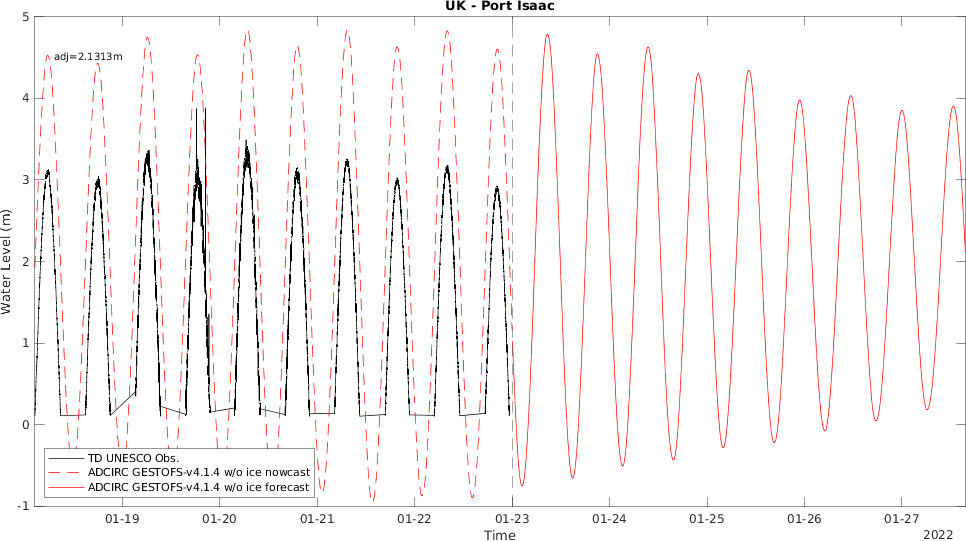 UK - Port Isaac
5
adj=2.1313m
4
3
2
1
0
-1
Water Level (m)
TD UNESCO Obs.
ADCIRC GESTOFS-v4.1.4 w/o ice nowcast
ADCIRC GESTOFS-v4.1.4 w/o ice forecast
01-19 01-20 01-21 01-22 01-23 01-24 01-25 01-26 01-27
Time
2022